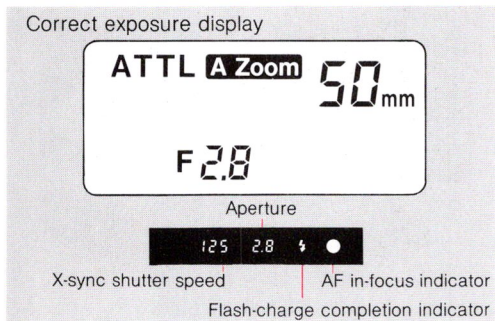 Correct exposure display
ATTL A Zoom 50mm
F2.8
Aperture
125 2.8
X-sync shutter speed AF in-focus indicator
Flash-charge completion indicator